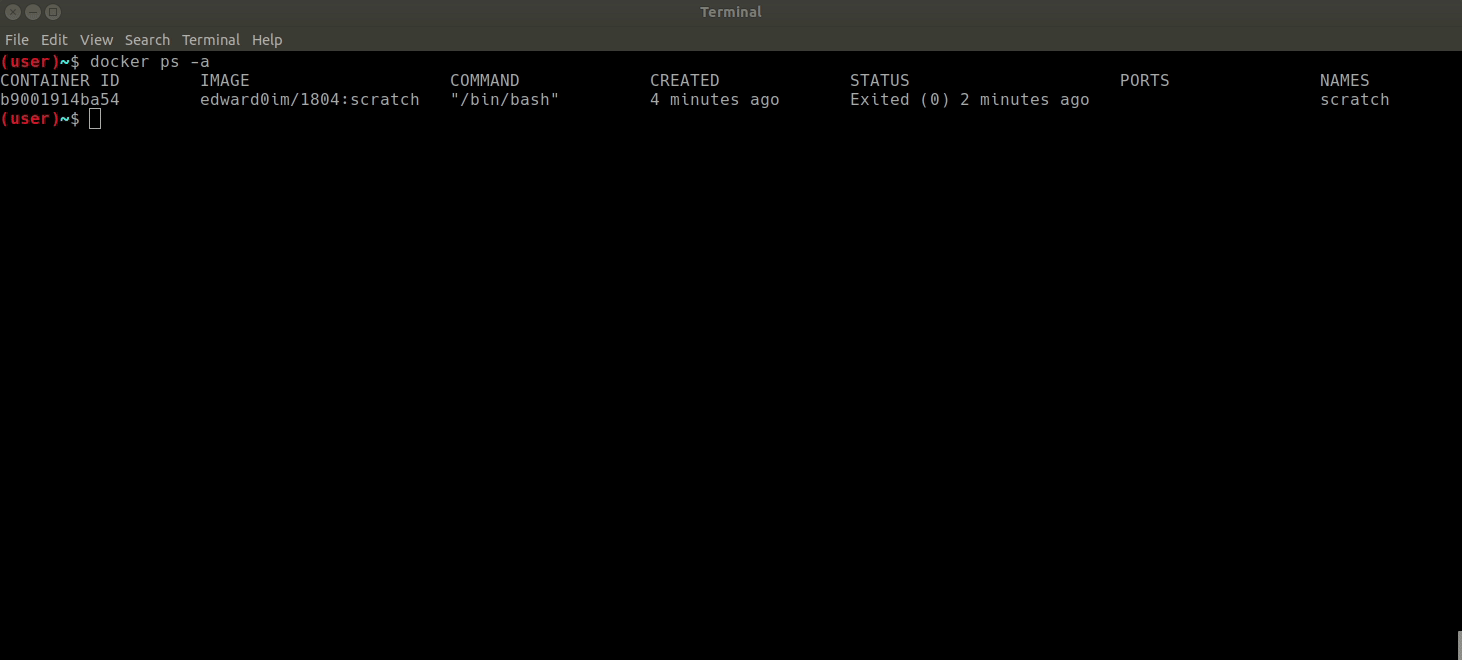 Terminal
File Edit View Search Terminal Help
(user)~$ docker ps -a
CONTAINER ID IMAGE COMMAND CREATED STATUS PORTS NAMES
b9001914ba54 edward0im/1804:scratch "/bin/bash" 4 minutes ago Exited (0) 2 minutes ago scratch
(user)~$